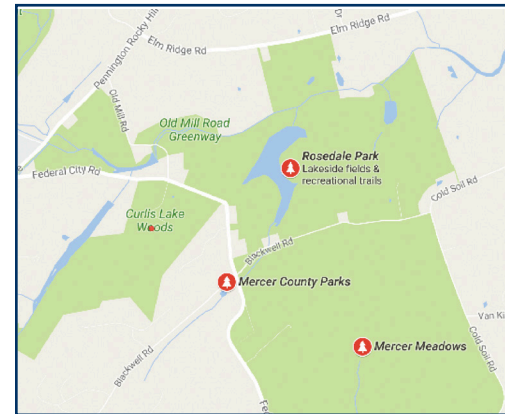 Elm Ridge Rd
Dr
Elm Ridge Rd
Pennington Rocky Hill
Old Mill Rd
Old Mill Road
Greenway
Rosedale Park
Lakeside fields &
recreational trails
Federal City Rd
Cold Soil Rd
Curlis Lake
Woods
Blackwell Rd
Mercer County Parks
Van Ki
Mercer Meadows
Cold Soil Rd
Blackwell Rd
Fe